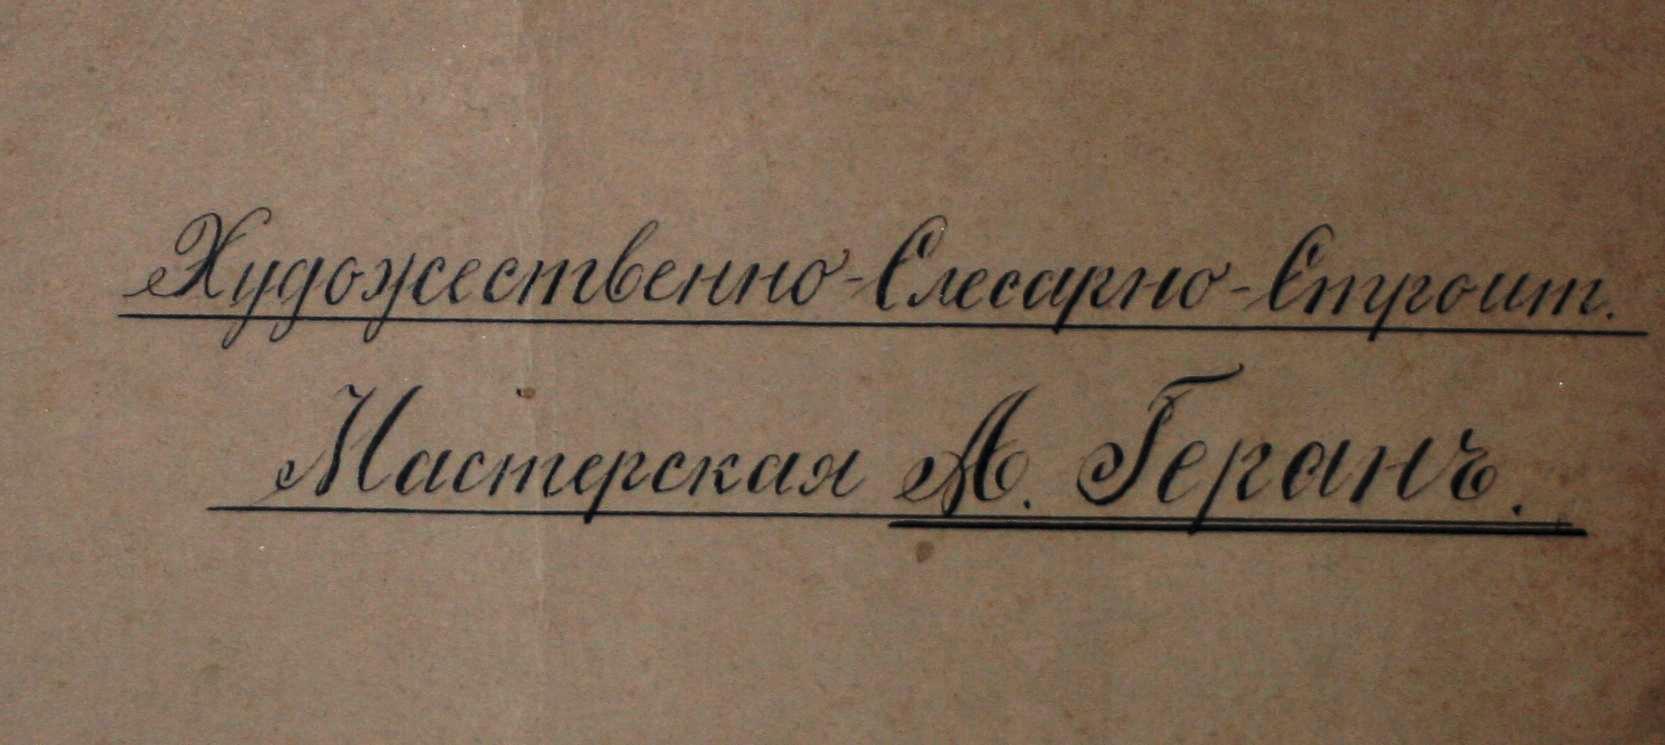 Художественно-Слесарно-Строит.
Мастерская А. Геранъ.